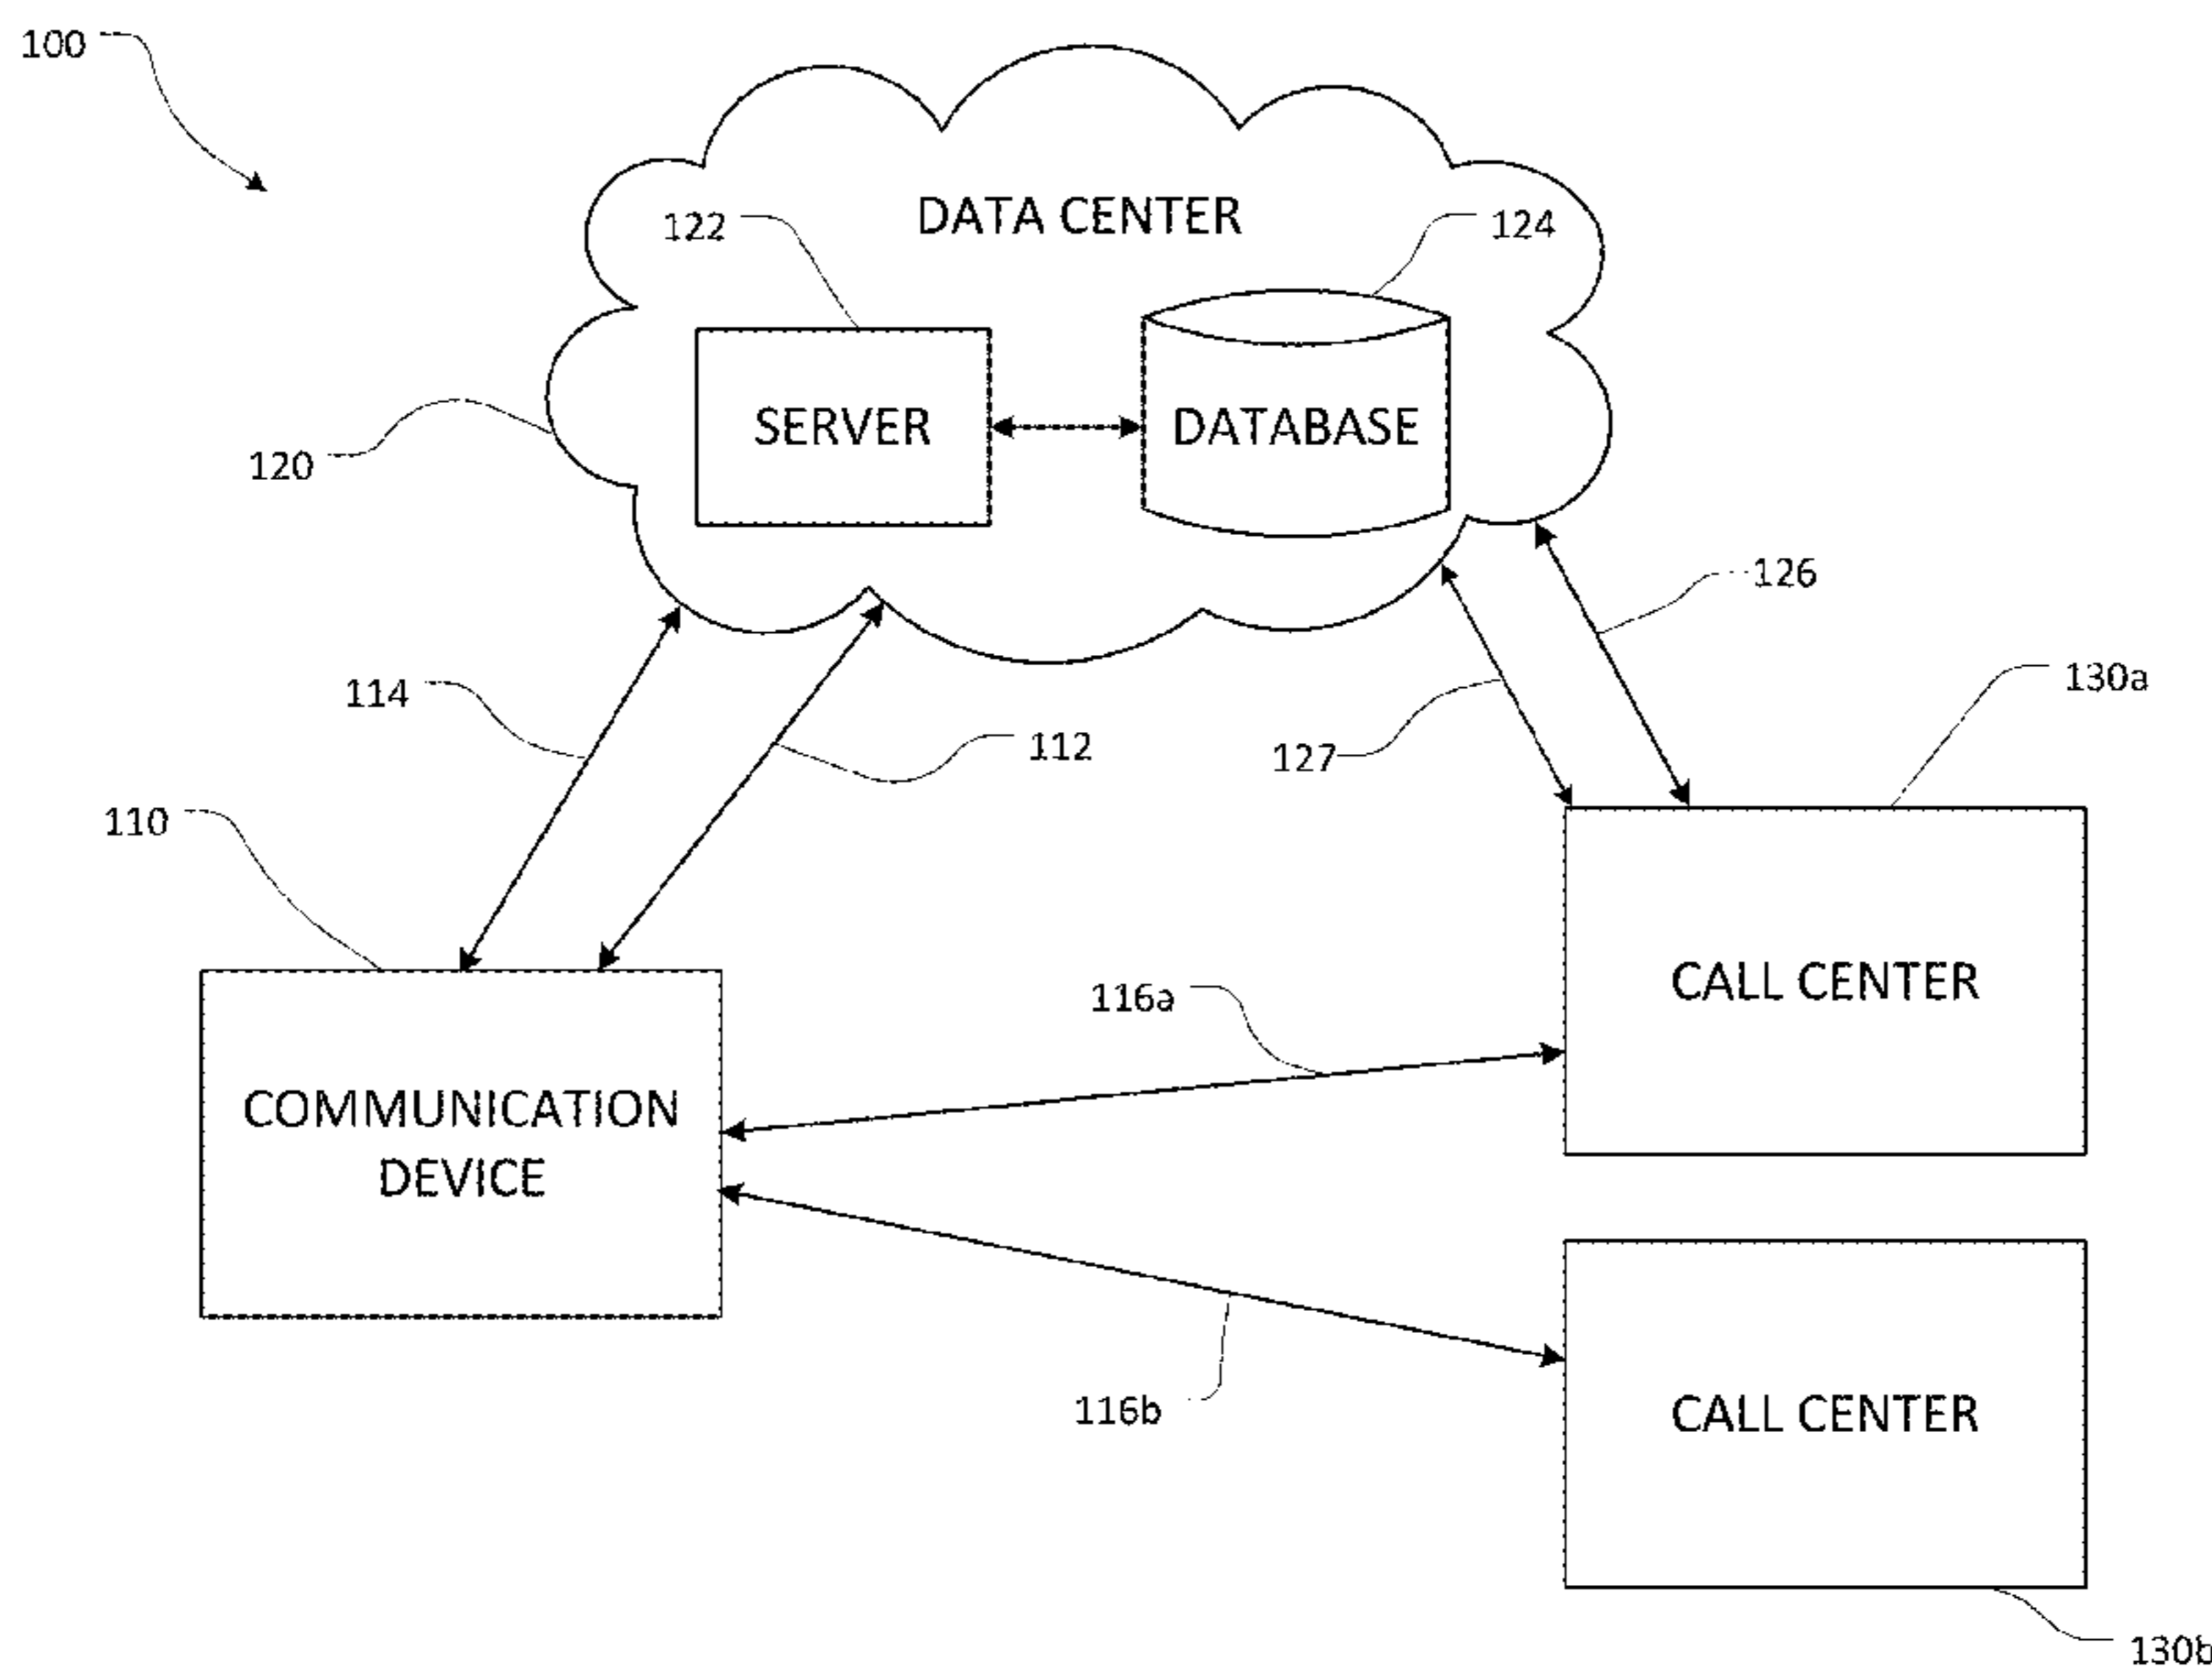 100
DATA CENTER
122
124
SERVER
DATABASE
120
126
114
112
127
130a
110
CALL CENTER
116a
COMMUNICATION
DEVICE
116b
CALL CENTER
130b